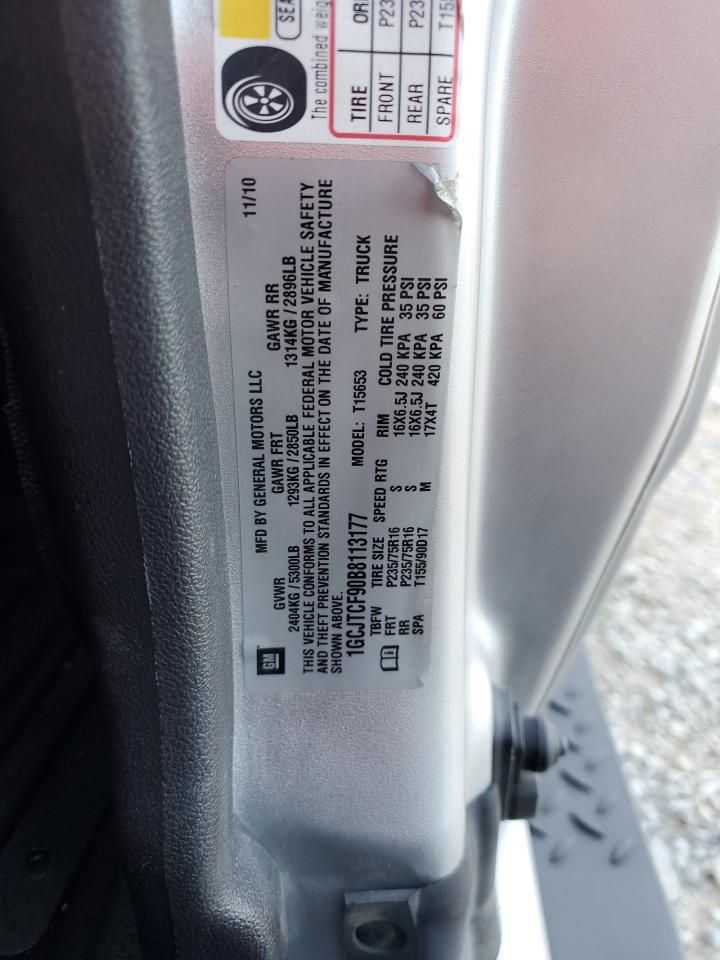 SEA
The combined weig
TIRE ORI
FRONT P23
REAR P23
SPARE T155
GM
MFD BY GENERAL MOTORS LLC 11/10
GVWR GAWR FRT GAWR RR
2404KG/5300LB 1293KG/2850LB 1314KG/2896LB
THIS VEHICLE CONFORMS TO ALL APPLICABLE FEDERAL MOTOR VEHICLE SAFETY
AND THEFT PREVENTION STANDARDS IN EFFECT ON THE DATE OF MANUFACTURE
SHOWN ABOVE.
1GCJTCF90B8113177 MODEL: T15653 TYPE: TRUCK
TBFW TIRE SIZE SPEED RTG RIM COLD TIRE PRESSURE
FRT P235/75R16 S 16X6.5J 240 KPA 35 PSI
RR P235/75R16 S 16X6.5J 240 KPA 35 PSI
SPA T155/90D17 M 17X4T 420 KPA 60 PSI